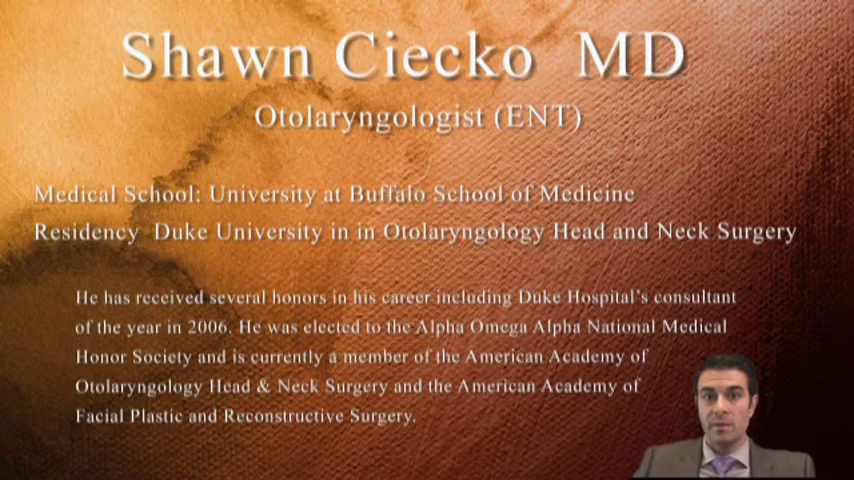 Shawn Ciecko MD
Otolaryngologist (ENT)
Medical School: University at Buffalo School of Medicine
Residency Duke University in in Otolaryngology Head and Neck Surgery
He has received several honors in his career including Duke Hospital's consultant
of the year in 2006. He was elected to the Alpha Omega Alpha National Medical
Honor Society and is currently a member of the American Academy of
Otolaryngology Head & Neck Surgery and the American Academy of
Facial Plastic and Reconstructive Surgery.